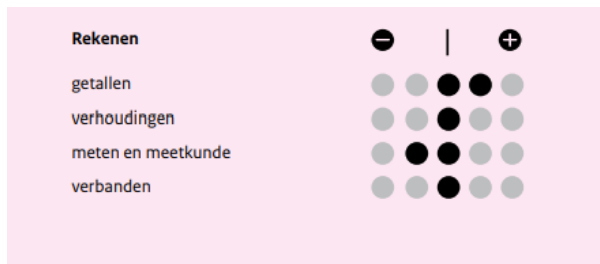 Rekenen
getallen
verhoudingen
meten en meetkunde
verbanden